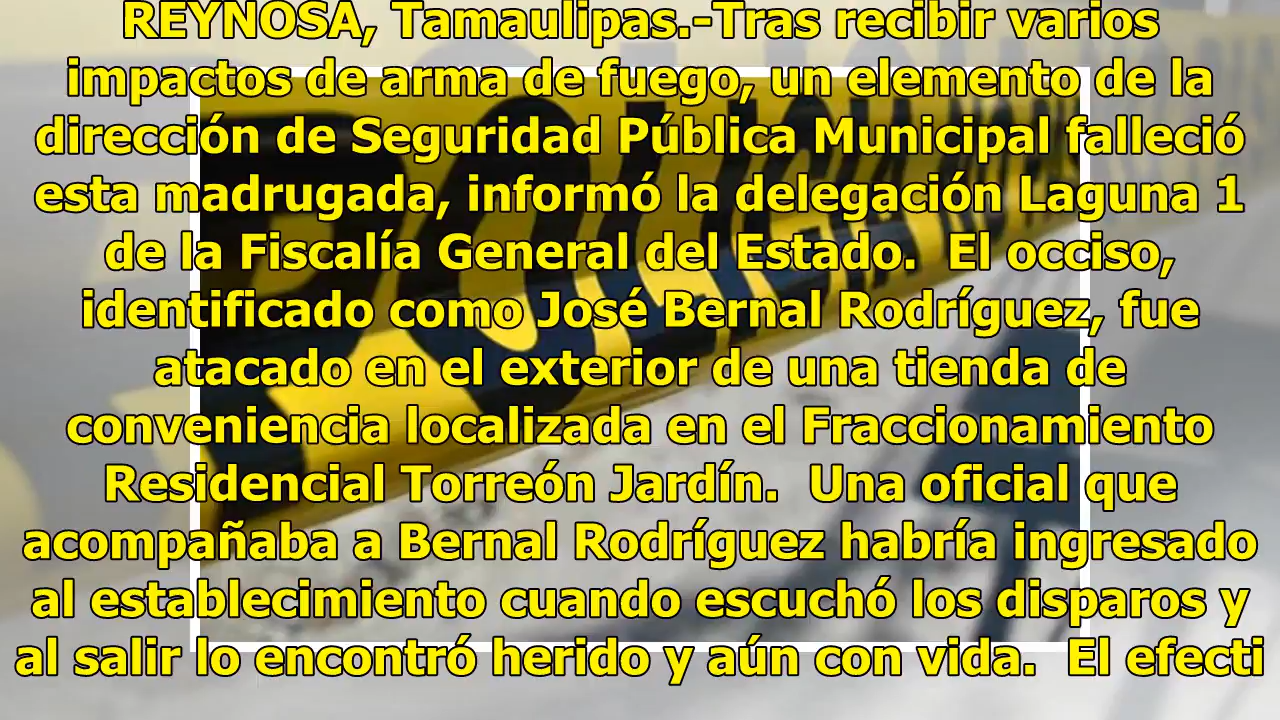 REYNOSA, Tamaulipas.-Tras recibir varios
impactos de arma de fuego, un elemento de la
dirección de Seguridad Pública Municipal falleció
esta madrugada, informó la delegación Laguna 1
de la Fiscalía General del Estado.  El occiso,
identificado como José Bernal Rodríguez, fue
atacado en el exterior de una tienda de
conveniencia localizada en el Fraccionamiento
Residencial Torreón Jardín.  Una oficial que
acompañaba a Bernal Rodríguez habría ingresado
al establecimiento cuando escuchó los disparos y
al salir lo encontró herido y aún con vida.  El efecti